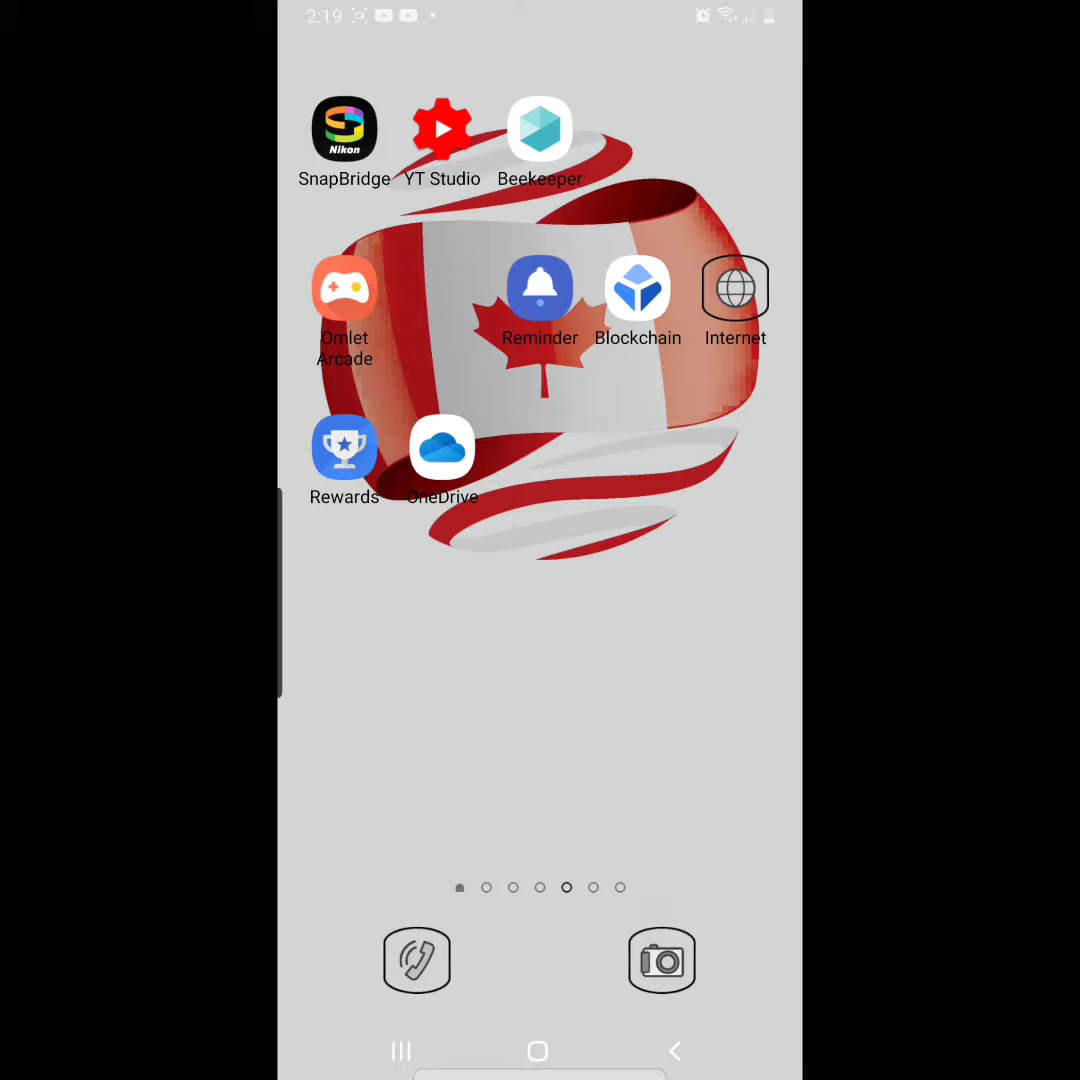 2:19
Nikon
SnapBridge YT Studio Beekeeper
Omlet Arcade Reminder Blockchain Internet
Rewards OneDrive